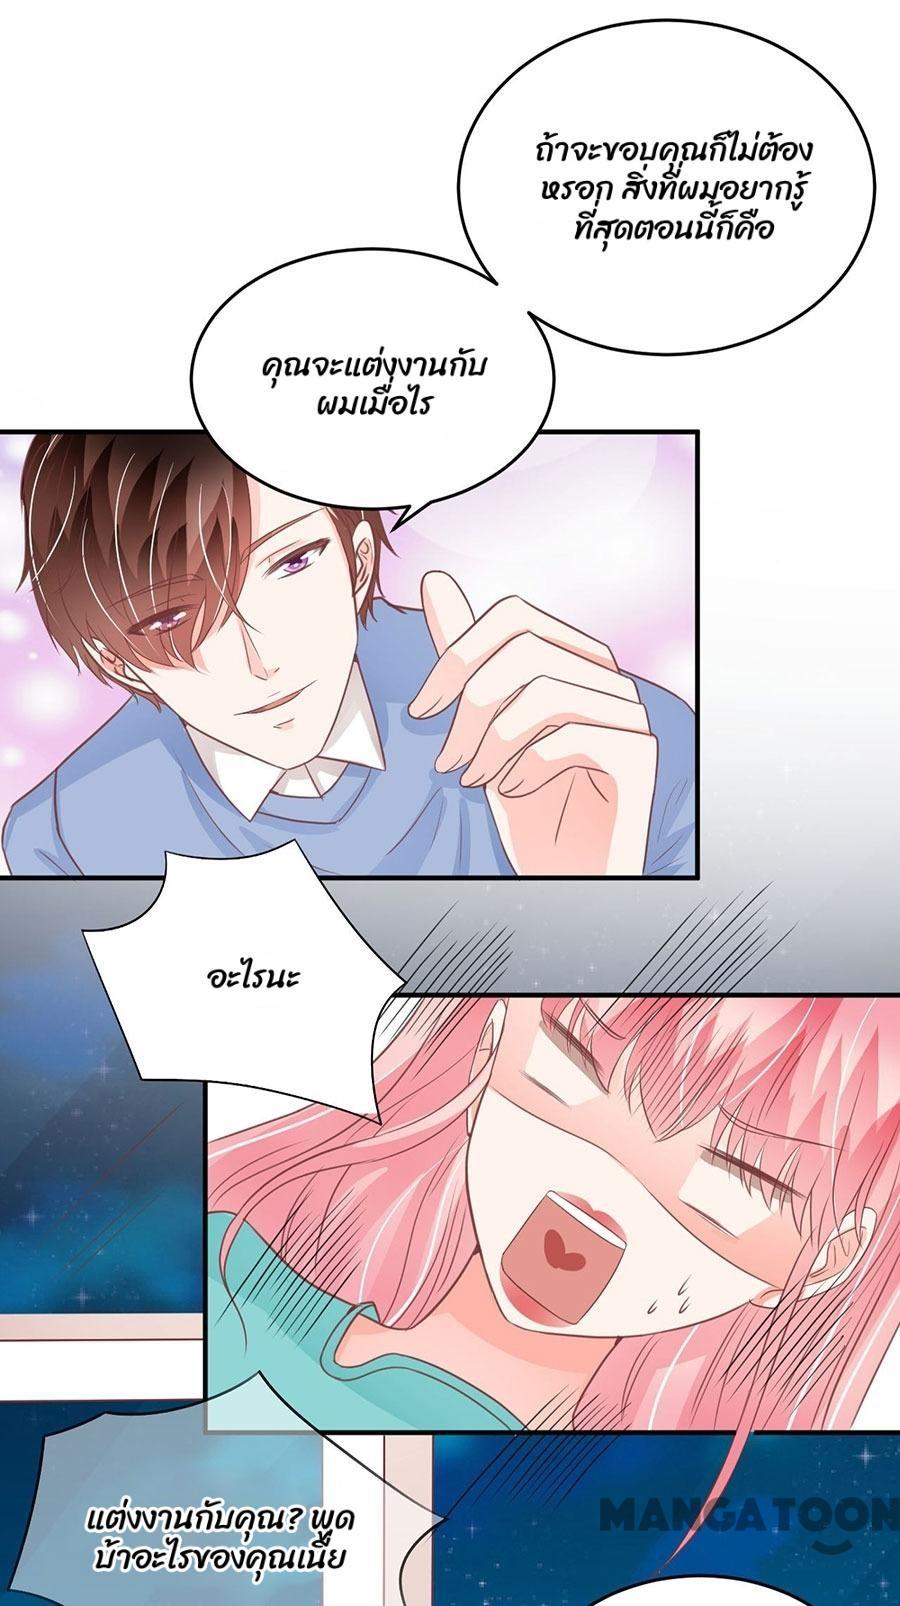 ถ้าจะขอบคุณก็ไม่ต้อง
หรอก สิ่งที่ผมอยากรู้
ที่สุดตอนนี้ก็คือ
คุณจะแต่งงานกับ
ผมเมื่อไร
อะไรนะ
แต่งงานกับคุณ? พูด
บ้าอะไรของคุณเนี่ย
MANGATOON